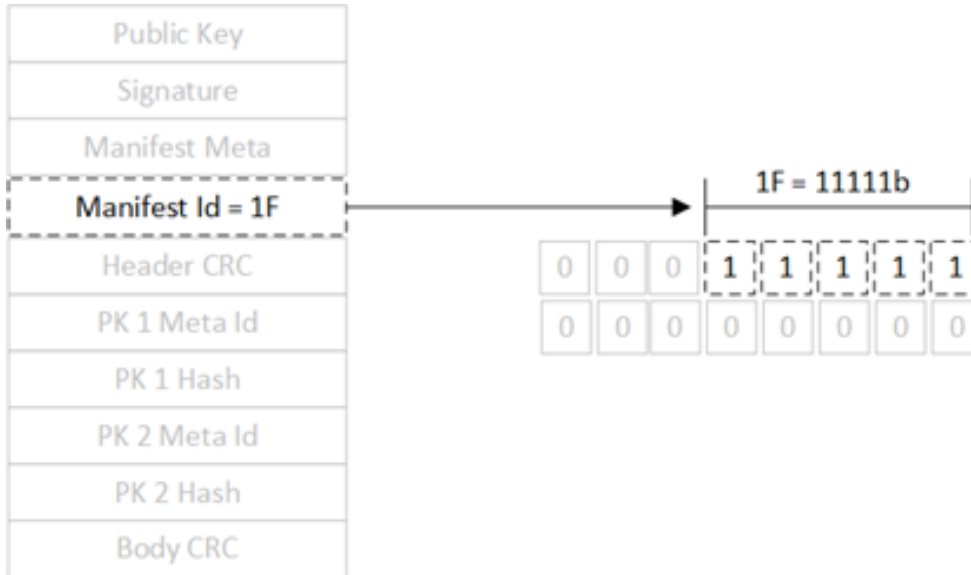 Public Key
Signature
Manifest Meta
Manifest Id = 1F
Header CRC
PK 1 Meta Id
PK 1 Hash
PK 2 Meta Id
PK 2 Hash
Body CRC
1F = 11111b
0 0 0 1 1 1 1 1
0 0 0 0 0 0 0 0